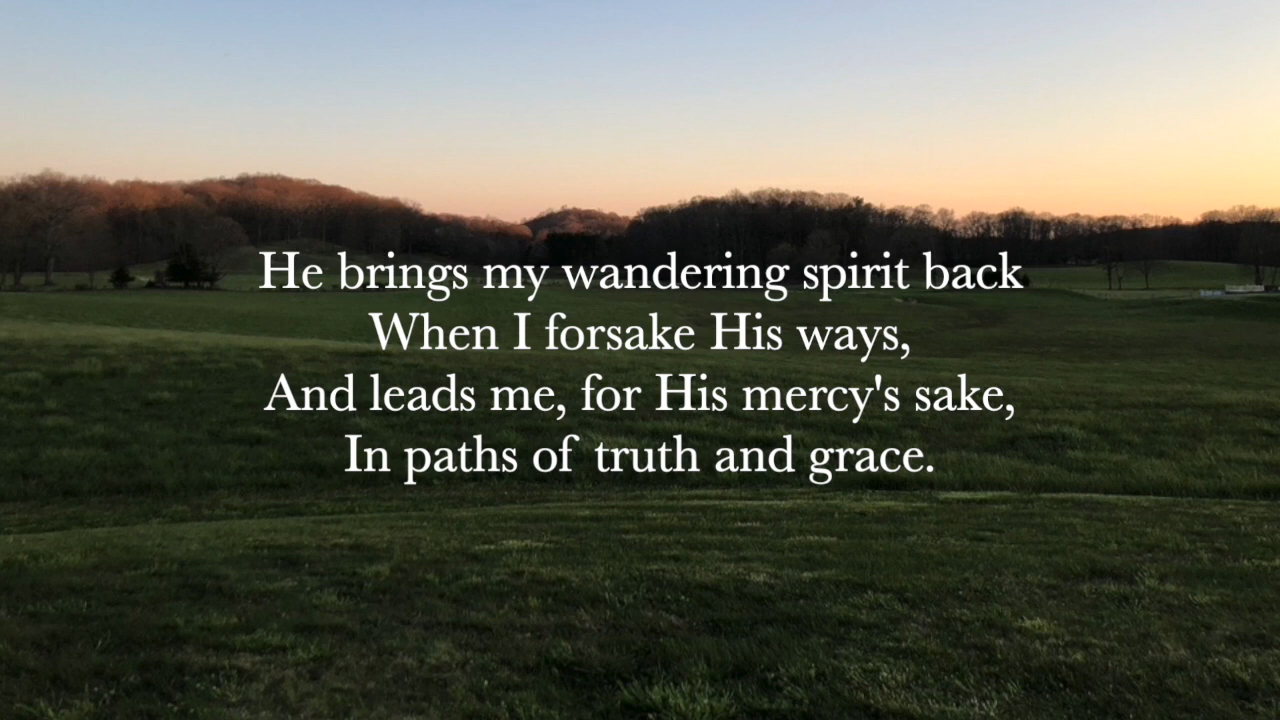 He brings my wandering spirit back
When I forsake His ways,
And leads me, for His mercy's sake,
In paths of truth and grace.